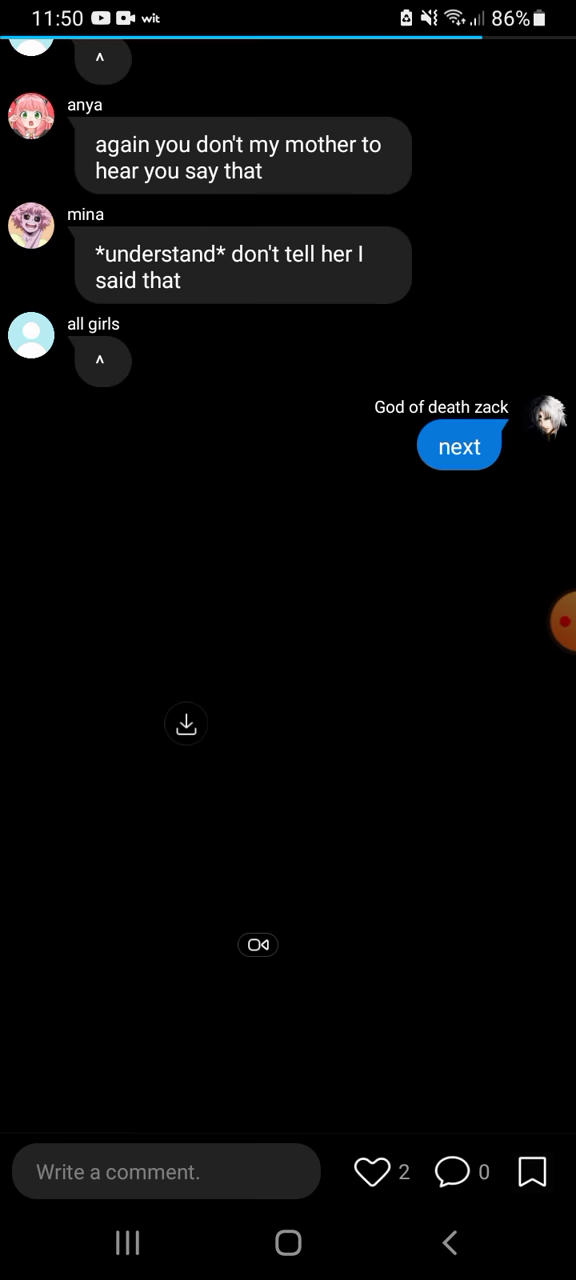 11:50 wit 86%
^
anya
again you don't my mother to
hear you say that
mina
*understand* don't tell her I
said that
all girls
^
God of death zack
next
Write a comment.
2
0